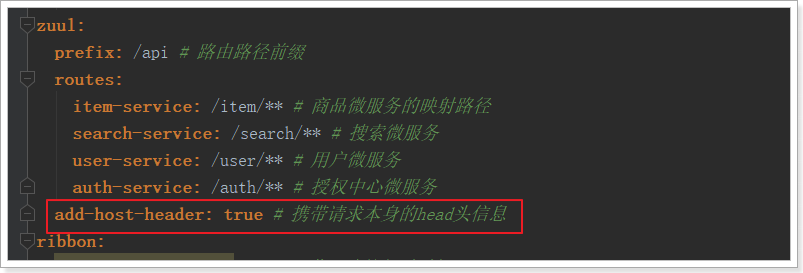 zuul:
prefix: /api # 路由路径前缀
routes:
item-service: /item/** # 商品微服务的映射路径
search-service: /search/** # 搜索微服务
user-service: /user/** # 用户微服务
auth-service: /auth/** # 授权中心微服务
add-host-header: true # 携带请求本身的head头信息
ribbon: